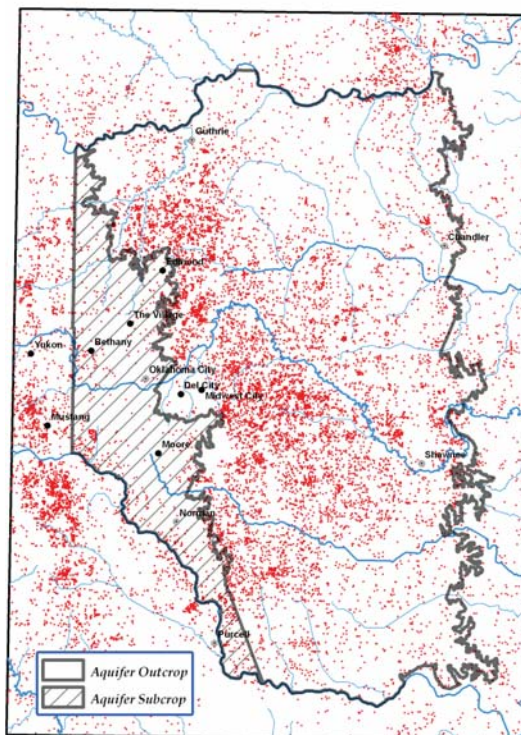 Guthrie
Chandler
Edmond
The Village
Yukon
Bethany
Oklahoma City
Del City
Midwest City
Mustang
Moore
Shawnee
Norman
Purcell
Aquifer Outcrop
Aquifer Subcrop